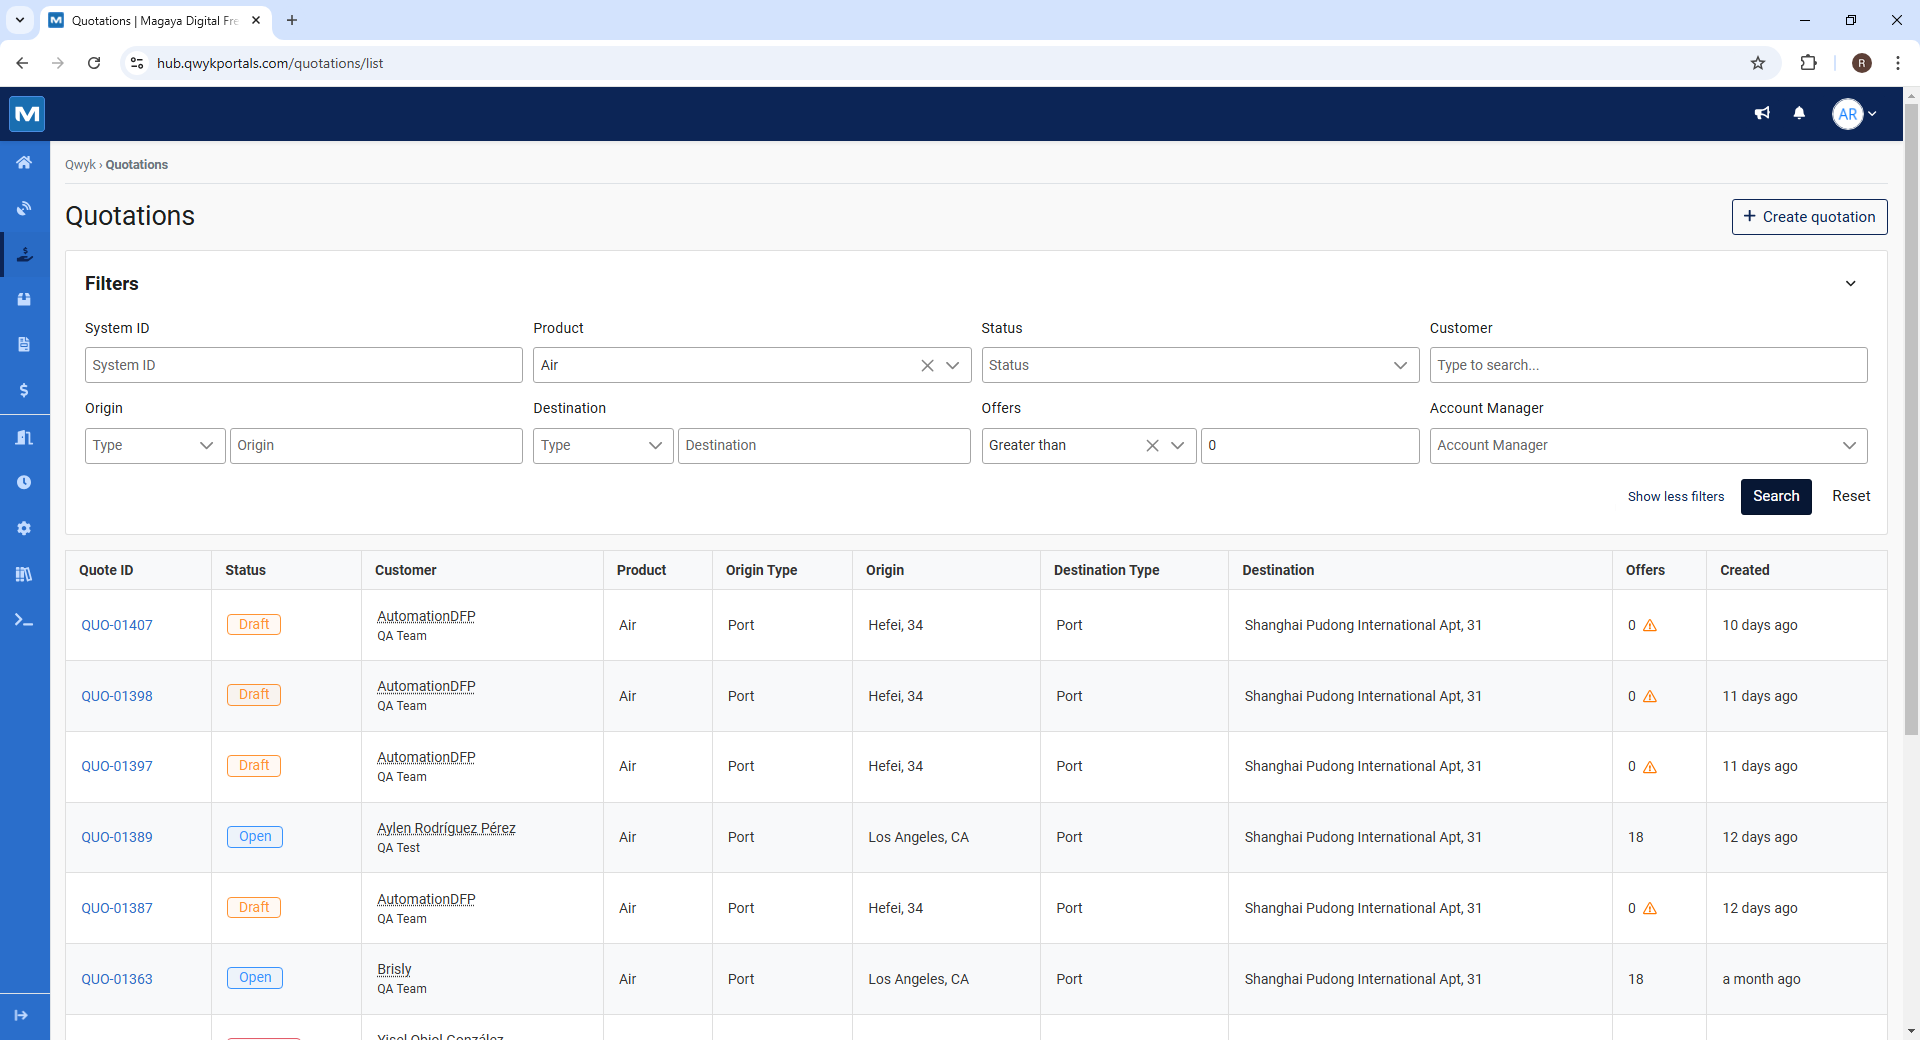 Quotations | Magaya Digital Fre
hub.qwykportals.com/quotations/list
R
M
AR
Qwyk › Quotations
Quotations
+ Create quotation
Filters
System ID
Product
Status
Customer
System ID
Air
Status
Type to search...
Origin
Destination
Offers
Account Manager
Type
Origin
Type
Destination
Greater than
0
Account Manager
Show less filters
Search
Reset
Quote ID Status Customer Product Origin Type Origin Destination Type Destination Offers Created
QUO-01407 Draft AutomationDFP QA Team Air Port Hefei, 34 Port Shanghai Pudong International Apt, 31 0 10 days ago
QUO-01398 Draft AutomationDFP QA Team Air Port Hefei, 34 Port Shanghai Pudong International Apt, 31 0 11 days ago
QUO-01397 Draft AutomationDFP QA Team Air Port Hefei, 34 Port Shanghai Pudong International Apt, 31 0 11 days ago
QUO-01389 Open Aylen Rodríguez Pérez QA Test Air Port Los Angeles, CA Port Shanghai Pudong International Apt, 31 18 12 days ago
QUO-01387 Draft AutomationDFP QA Team Air Port Hefei, 34 Port Shanghai Pudong International Apt, 31 0 12 days ago
QUO-01363 Open Brisly QA Team Air Port Los Angeles, CA Port Shanghai Pudong International Apt, 31 18 a month ago